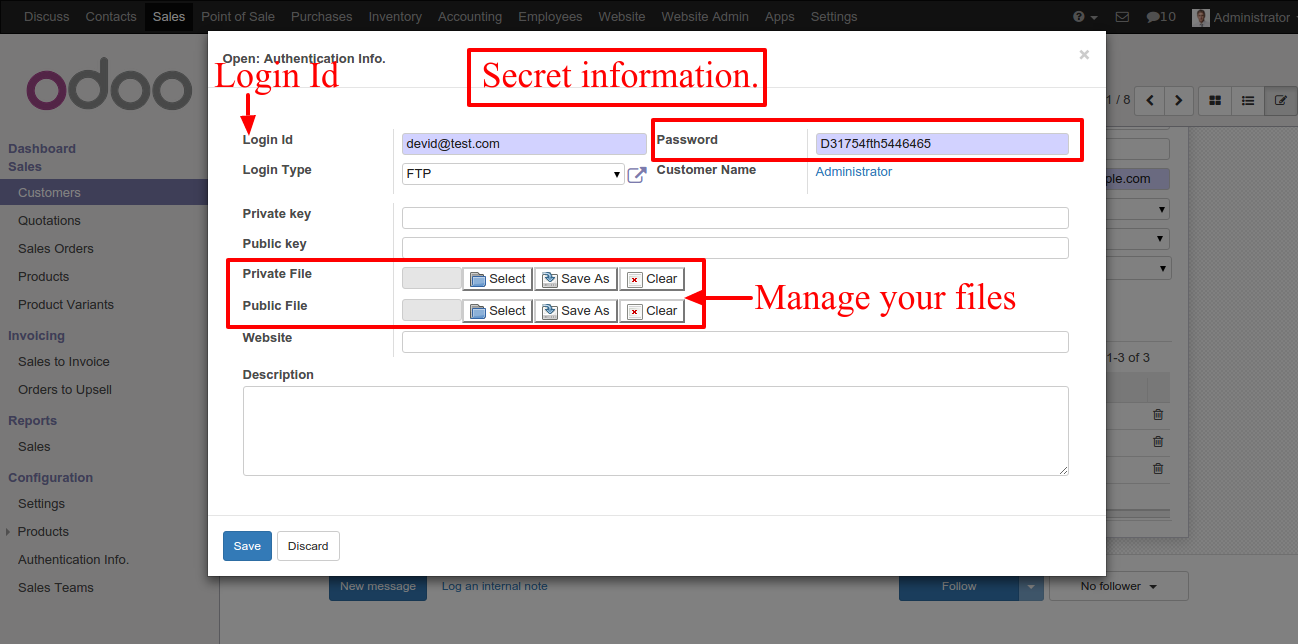 Discuss Contacts Sales Point of Sale Purchases Inventory Accounting Employees Website Website Admin Apps Settings 10 Administrator
odoo
Open: Authentication Info.
×
Login Id
Secret information.
1 / 8
Login Id
devid@test.com
Password
D31754fth5446465
Login Type
FTP
Customer Name
Administrator
ple.com
Private key
Public key
Private File
Select Save As Clear
Public File
Select Save As Clear
Manage your files
Website
Description
1-3 of 3
Save Discard
Dashboard
Sales
Customers
Quotations
Sales Orders
Products
Product Variants
Invoicing
Sales to Invoice
Orders to Upsell
Reports
Sales
Configuration
Settings
Products
Authentication Info.
Sales Teams
New message Log an internal note Follow No follower